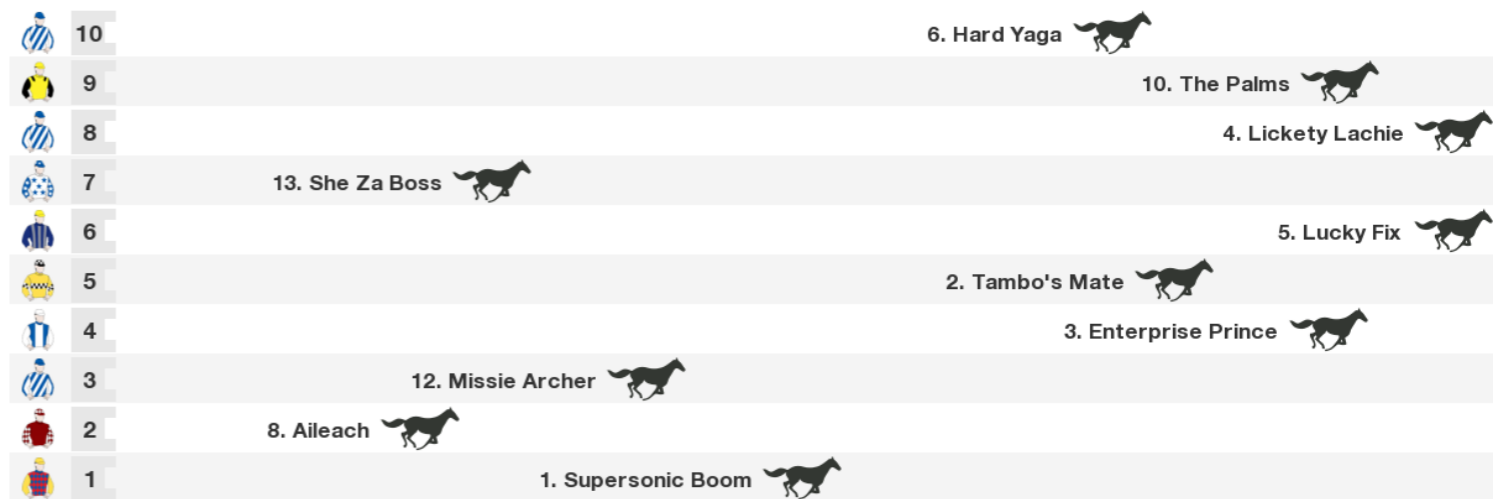 10 6. Hard Yaga
9 10. The Palms
8 4. Lickety Lachie
7 13. She Za Boss
6 5. Lucky Fix
5 2. Tambo's Mate
4 3. Enterprise Prince
3 12. Missie Archer
2 8. Aileach
1 1. Supersonic Boom